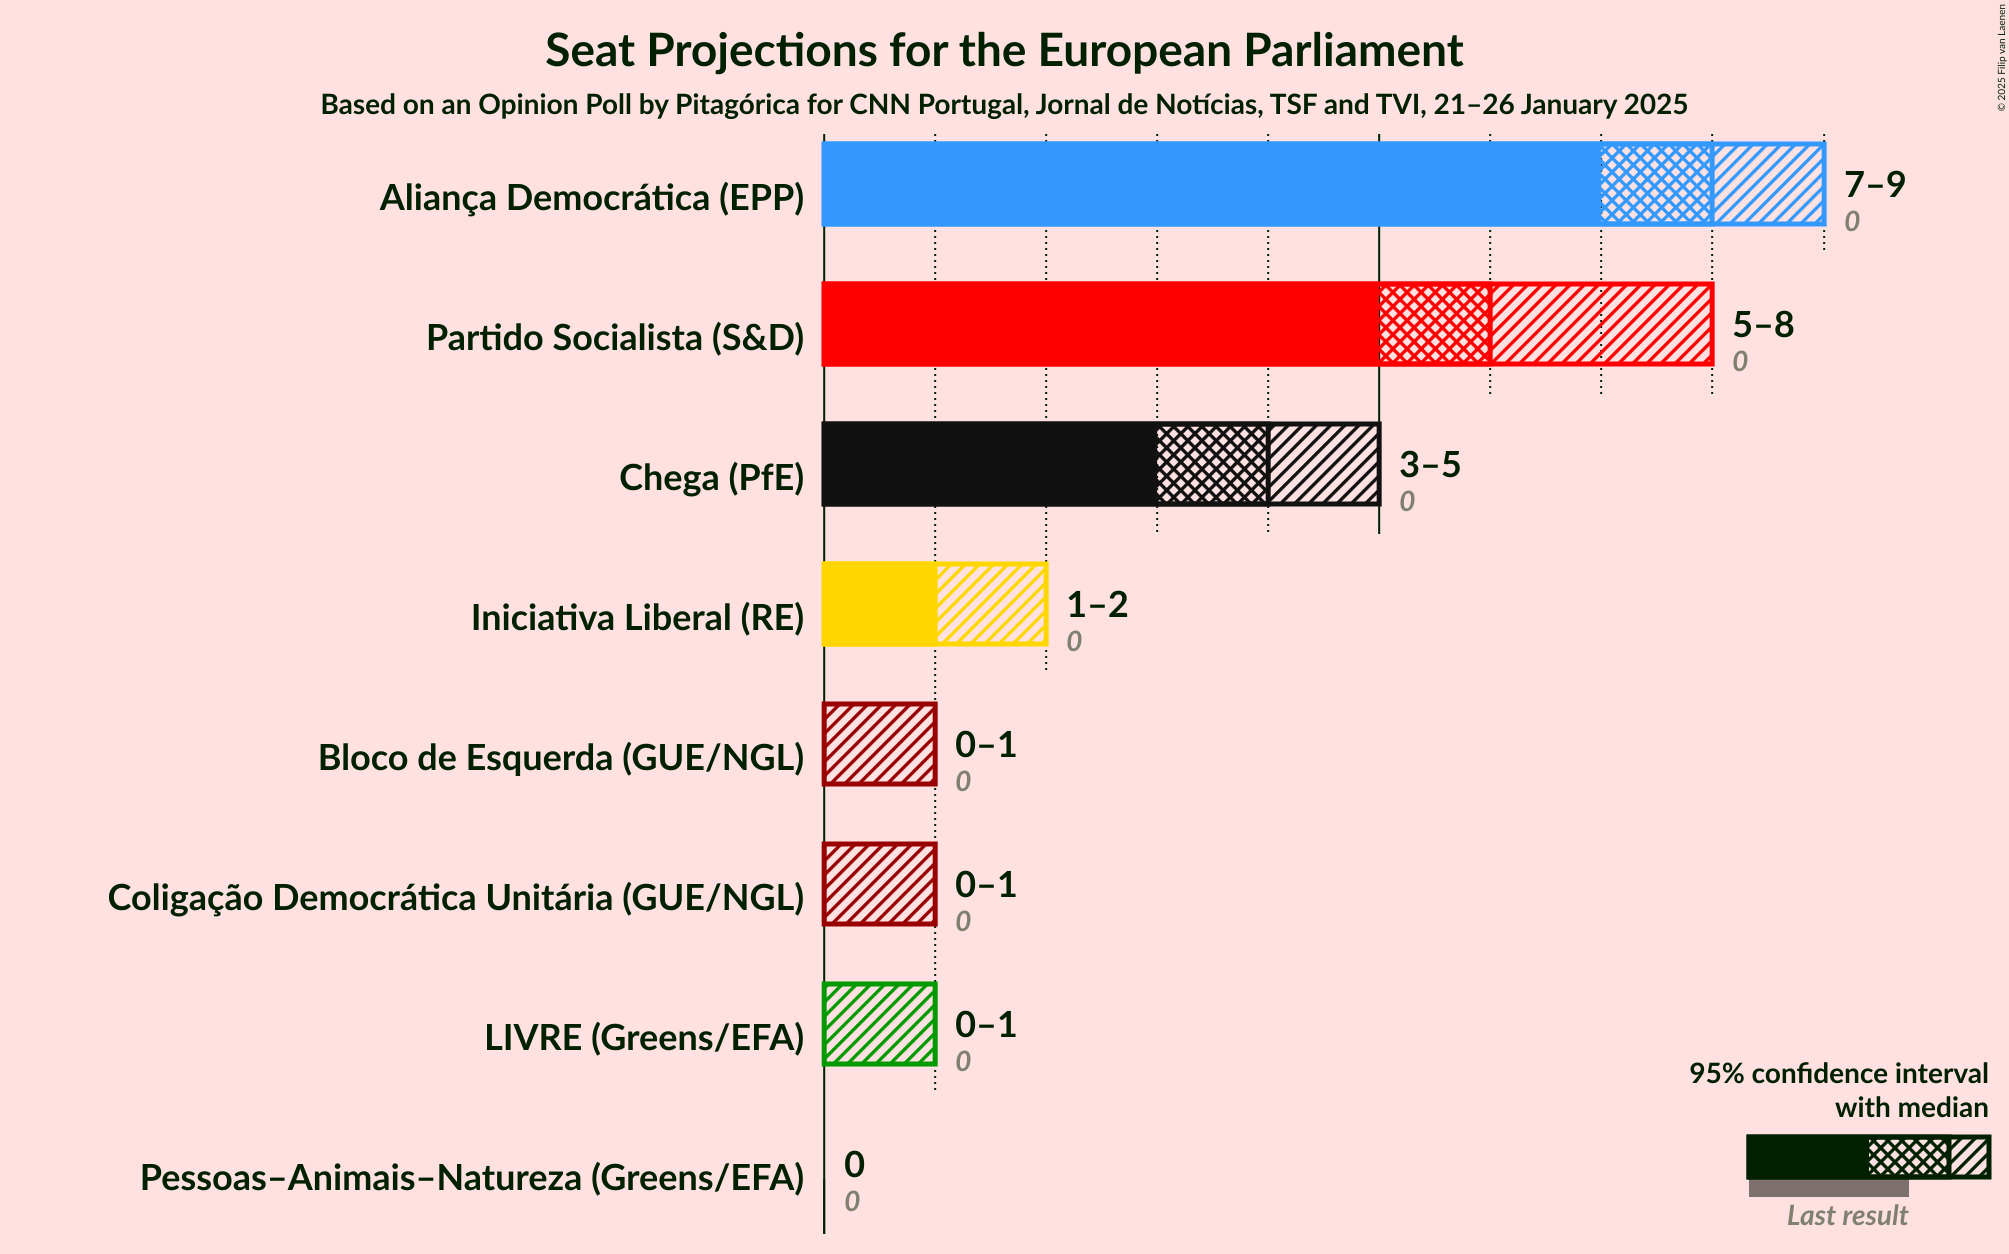 Seat Projections for the European Parliament
Based on an Opinion Poll by Pitagórica for CNN Portugal, Jornal de Notícias, TSF and TVI, 21–26 January 2025
© 2025 Filip van Laenen
Aliança Democrática (EPP)
7–9
0
Partido Socialista (S&D)
5–8
0
Chega (PfE)
3–5
0
Iniciativa Liberal (RE)
1–2
0
Bloco de Esquerda (GUE/NGL)
0–1
0
Coligação Democrática Unitária (GUE/NGL)
0–1
0
LIVRE (Greens/EFA)
0–1
0
Pessoas–Animais–Natureza (Greens/EFA)
0
0
95% confidence interval
with median
Last result